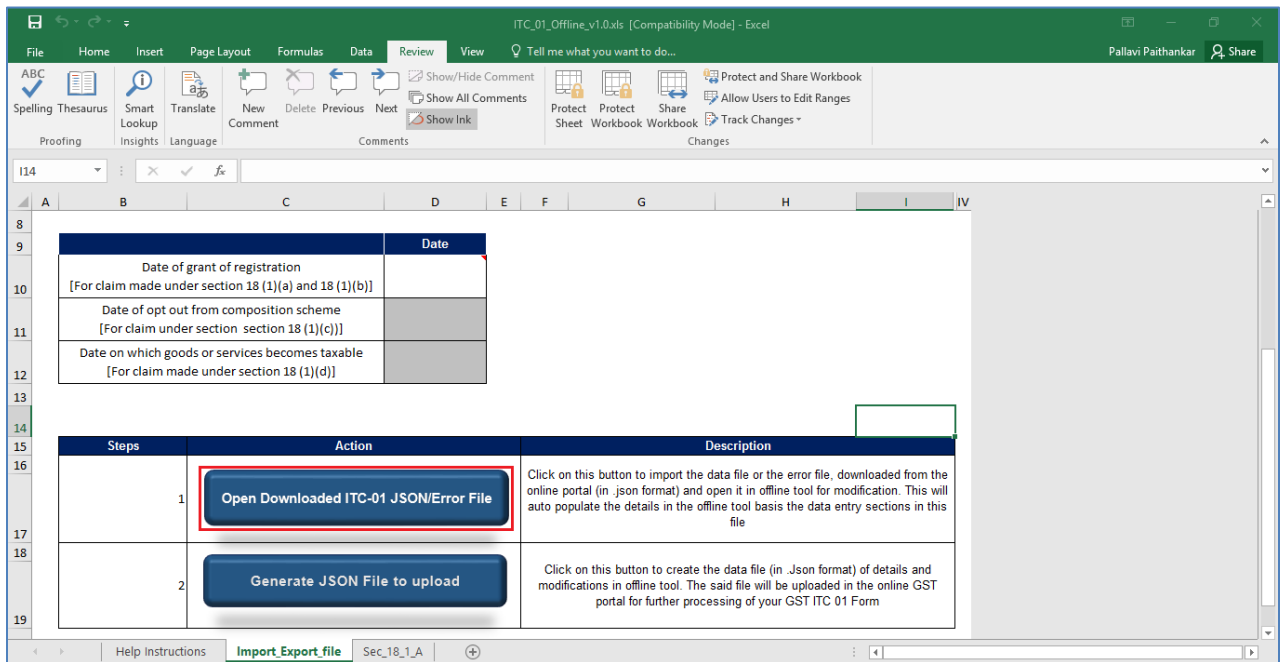 ITC_01_Offline_v1.0.xls [Compatibility Mode] - Excel
File Home Insert Page Layout Formulas Data Review View Tell me what you want to do... Pallavi Paithankar Share
ABC
Spelling Thesaurus Smart Lookup Translate New Comment Delete Previous Next Show/Hide Comment Show All Comments Show Ink Protect Sheet Protect Workbook Share Workbook Protect and Share Workbook Allow Users to Edit Ranges Track Changes
Proofing Insights Language Comments Changes
I14 fx
A B C D E F G H I IV
8
9 Date
Date of grant of registration
10 [For claim made under section 18 (1)(a) and 18 (1)(b)]
Date of opt out from composition scheme
11 [For claim under section section 18 (1)(c))]
Date on which goods or services becomes taxable
12 [For claim made under section 18 (1)(d)]
13
14
15 Steps Action Description
16
1 Open Downloaded ITC-01 JSON/Error File
Click on this button to import the data file or the error file, downloaded from the
online portal (in .json format) and open it in offline tool for modification. This will
auto populate the details in the offline tool basis the data entry sections in this
file
17
18
2 Generate JSON File to upload
Click on this button to create the data file (in .Json format) of details and
modifications in offline tool. The said file will be uploaded in the online GST
portal for further processing of your GST ITC 01 Form
19
Help Instructions Import_Export_file Sec_18_1_A